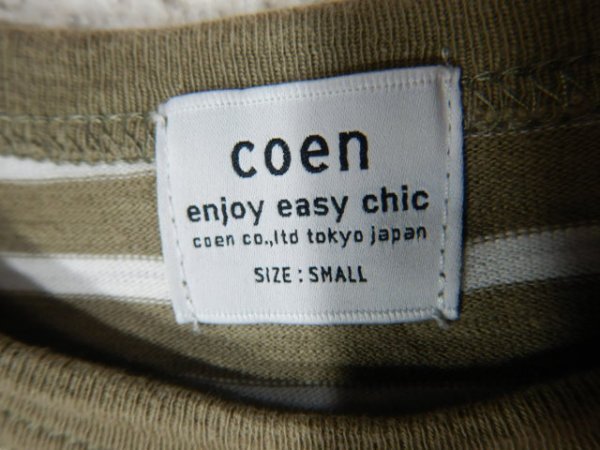 coen
enjoy easy chic
coen co.,ltd tokyo japan
SIZE : SMALL